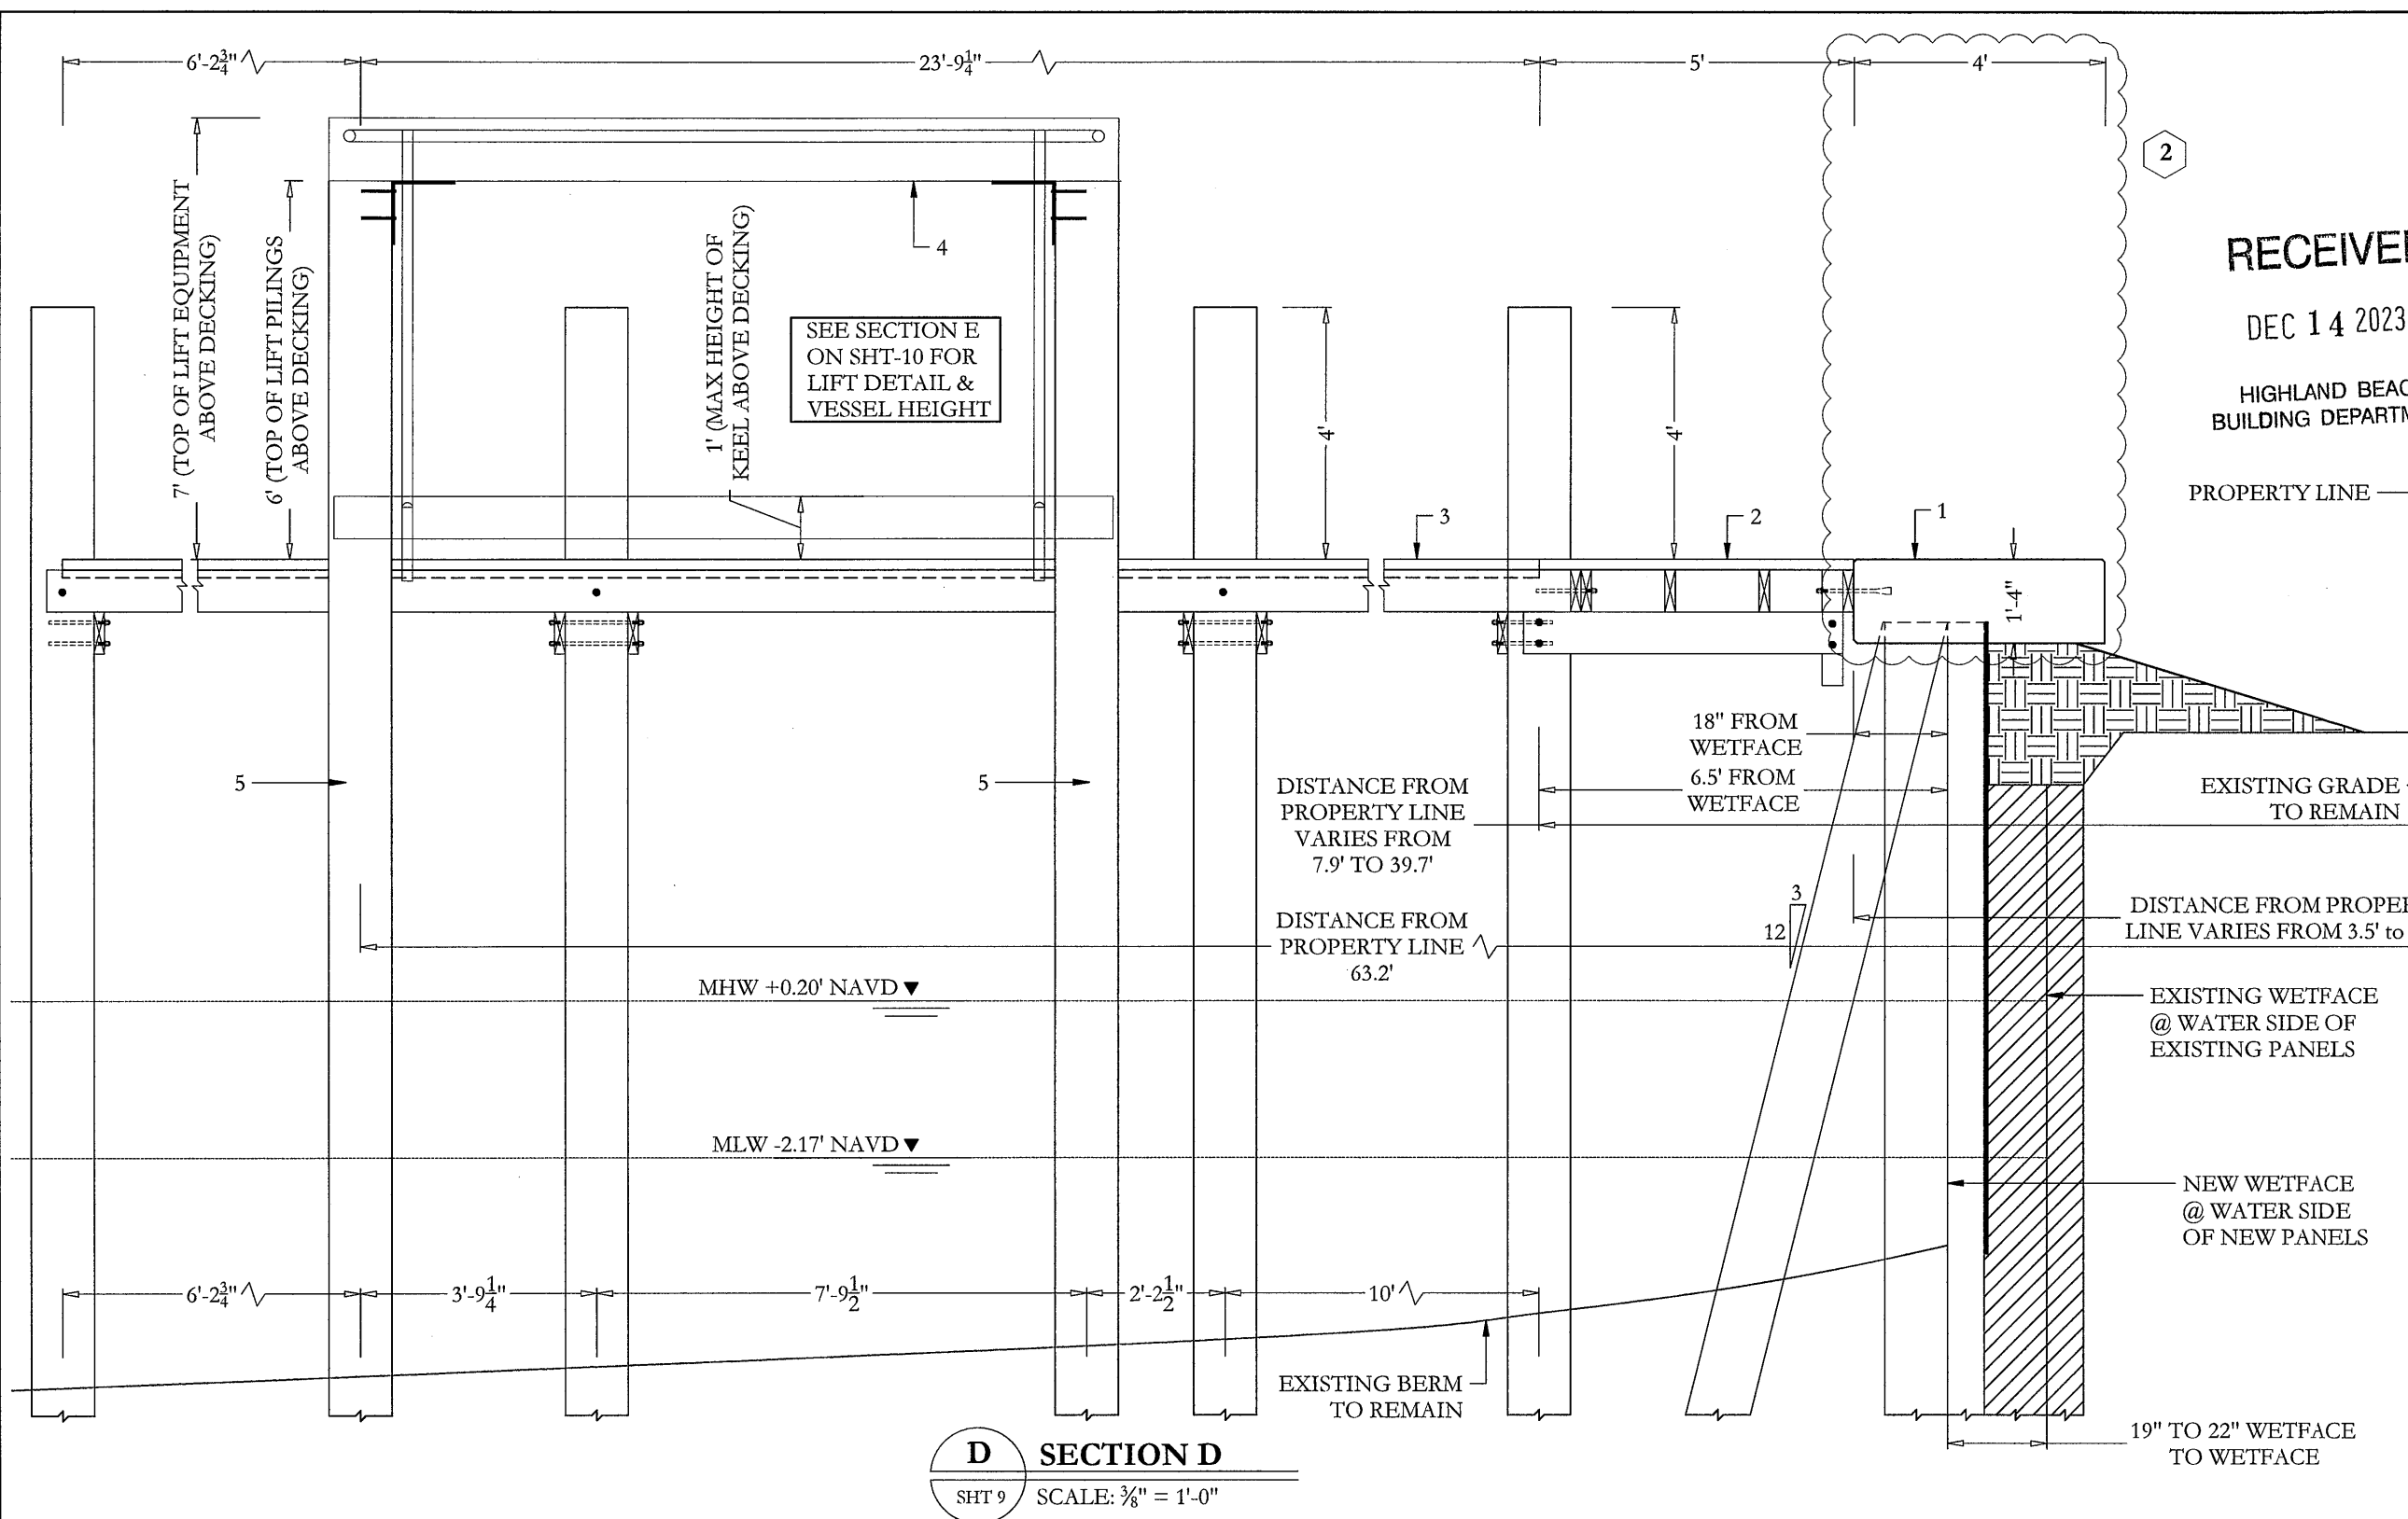 6'-2¾"
23'-9¼"
5'
4'
2
RECEIVE
DEC 14 2023
HIGHLAND BEAC
BUILDING DEPARTM
PROPERTY LINE
7' (TOP OF LIFT EQUIPMENT
ABOVE DECKING)
6' (TOP OF LIFT PILINGS
ABOVE DECKING)
1' (MAX HEIGHT OF
KEEL ABOVE DECKING)
4
SEE SECTION E
ON SHT-10 FOR
LIFT DETAIL &
VESSEL HEIGHT
4'
4'
3
2
1
1'-4"
18" FROM
WETFACE
6.5' FROM
WETFACE
5
5
DISTANCE FROM
PROPERTY LINE
VARIES FROM
7.9' TO 39.7'
EXISTING GRADE
TO REMAIN
3
12
DISTANCE FROM
PROPERTY LINE
63.2'
DISTANCE FROM PROPE
LINE VARIES FROM 3.5' to
MHW +0.20' NAVD
EXISTING WETFACE
@ WATER SIDE OF
EXISTING PANELS
MLW -2.17' NAVD
NEW WETFACE
@ WATER SIDE
OF NEW PANELS
6'-2¾"
3'-9¼"
7'-9½"
2'-2½"
10'
EXISTING BERM
TO REMAIN
19" TO 22" WETFACE
TO WETFACE
D SECTION D
SHT 9 SCALE: ⅜" = 1'-0"